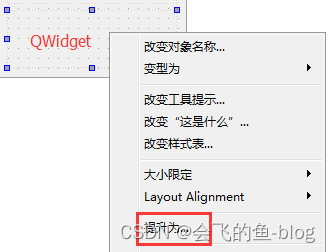 QWidget
改变对象名称...
变型为
改变工具提示...
改变“这是什么”...
改变样式表...
大小限定
Layout Alignment
提升为...
CSDN @会飞的鱼-blog